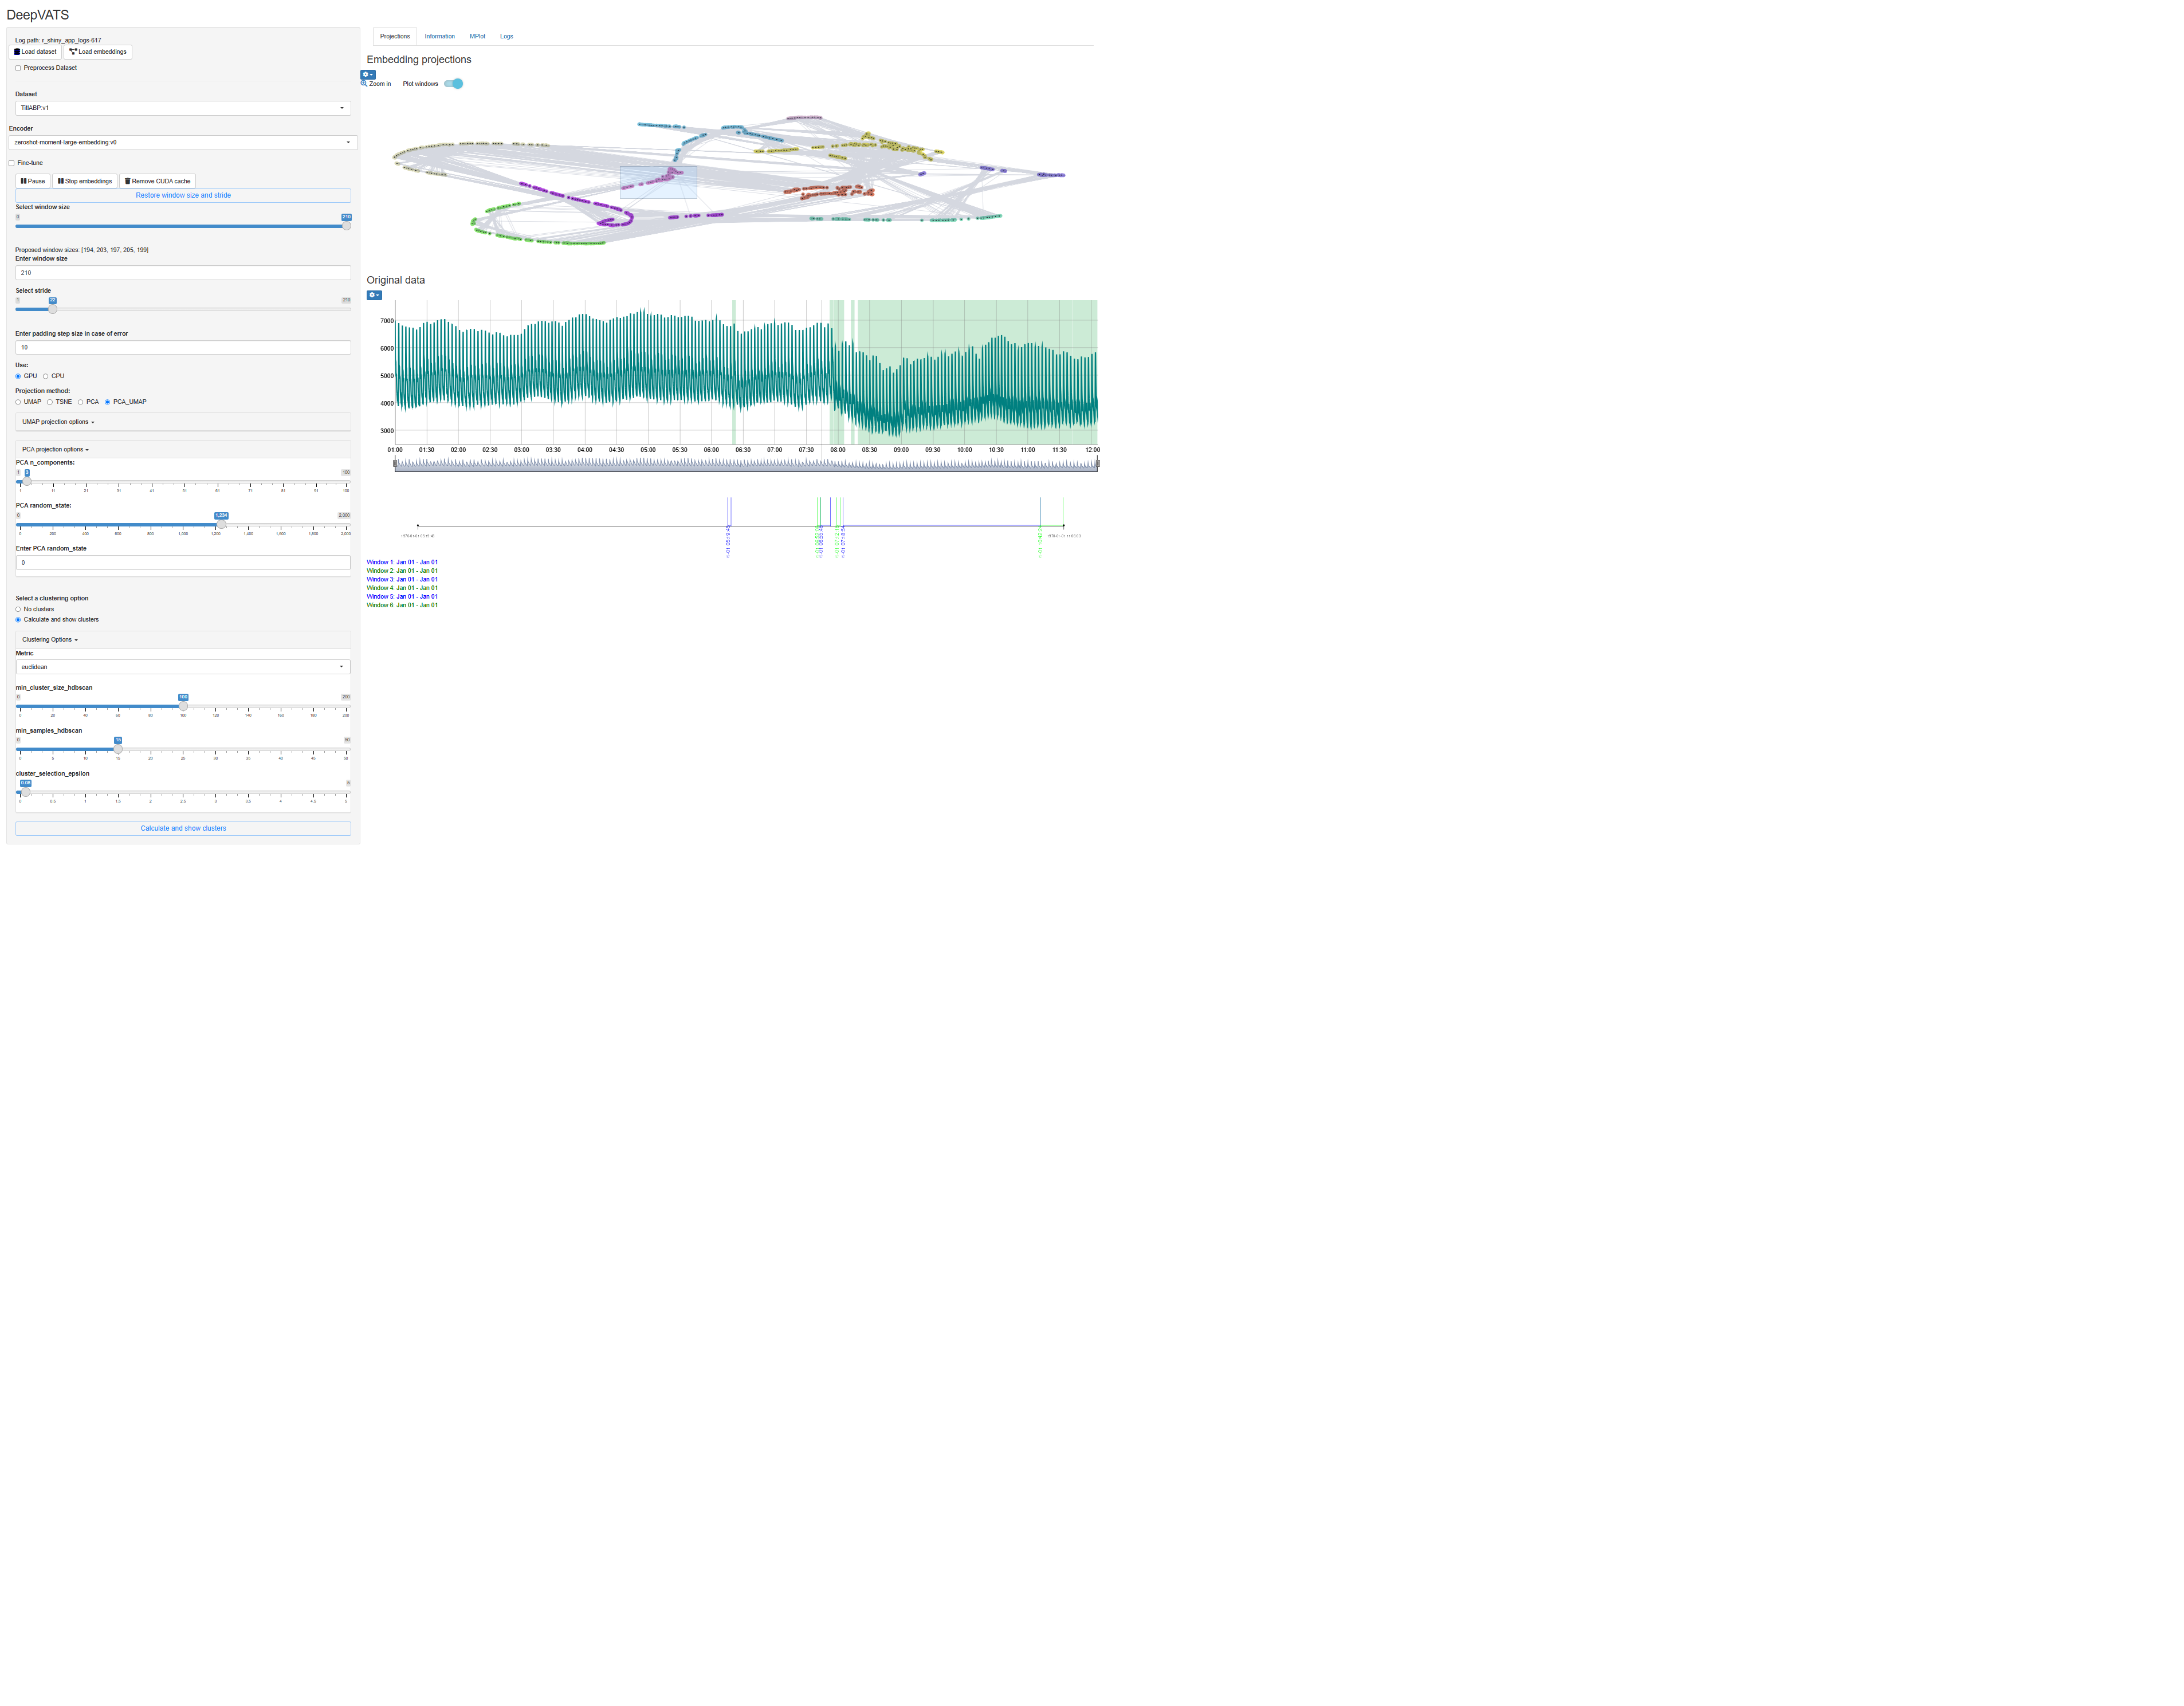 DeepVATS
Log path: r_shiny_app_logs-617
Load dataset
Load embeddings
Preprocess Dataset
Dataset
TiltABP:v1
Encoder
zeroshot-moment-large-embedding:v0
Fine-tune
Pause
Stop embeddings
Remove CUDA cache
Restore window size and stride
Select window size
210
Proposed window sizes: [194, 203, 197, 205, 199]
Enter window size
210
Select stride
1
210
Enter padding step size in case of error
10
Use:
GPU
CPU
Projection method:
UMAP
TSNE
PCA
PCA_UMAP
UMAP projection options
PCA projection options
PCA n_components:
1
3
100
1 11 21 31 41 51 61 71 81 91 100
PCA random_state:
0
1,234
2,000
0 200 400 600 800 1,000 1,200 1,400 1,600 1,800 2,000
Enter PCA random_state
0
Select a clustering option
No clusters
Calculate and show clusters
Clustering Options
Metric
euclidean
min_cluster_size_hdbscan
0
100
200
0 20 40 60 80 100 120 140 160 180 200
min_samples_hdbscan
0
15
50
0 5 10 15 20 25 30 35 40 45 50
cluster_selection_epsilon
0.08
5
0 0.5 1 1.5 2 2.5 3 3.5 4 4.5 5
Calculate and show clusters
Projections
Information
MPlot
Logs
Embedding projections
Zoom in
Plot windows
Original data
7000
6000
5000
4000
3000
01:00 01:30 02:00 02:30 03:00 03:30 04:00 04:30 05:00 05:30 06:00 06:30 07:00 07:30 08:00 08:30 09:00 09:30 10:00 10:30 11:00 11:30 12:00
Window 1: Jan 01 - Jan 01
Window 2: Jan 01 - Jan 01
Window 3: Jan 01 - Jan 01
Window 4: Jan 01 - Jan 01
Window 5: Jan 01 - Jan 01
Window 6: Jan 01 - Jan 01